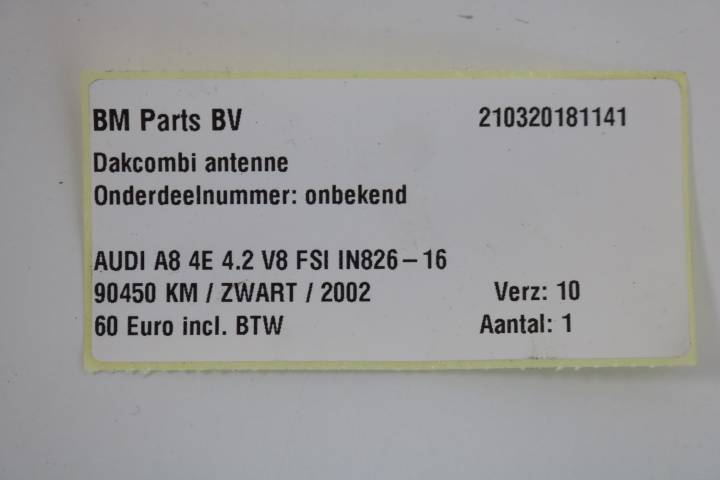 BM Parts BV 210320181141
Dakcombi antenne
Onderdeelnummer: onbekend
AUDI A8 4E 4.2 V8 FSI IN826-16
90450 KM / ZWART / 2002 Verz: 10
60 Euro incl. BTW Aantal: 1